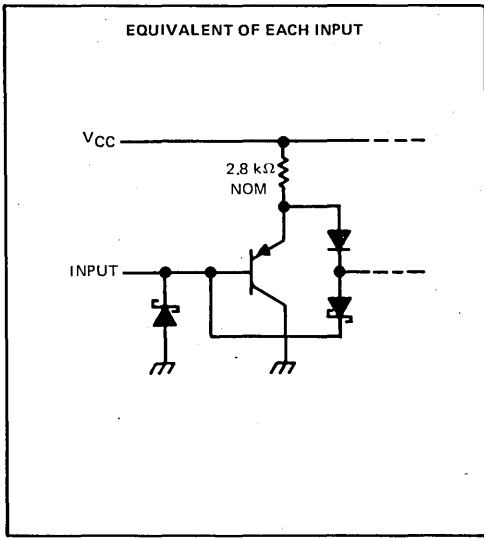 EQUIVALENT OF EACH INPUT
VCC
2.8 kΩ
NOM
INPUT